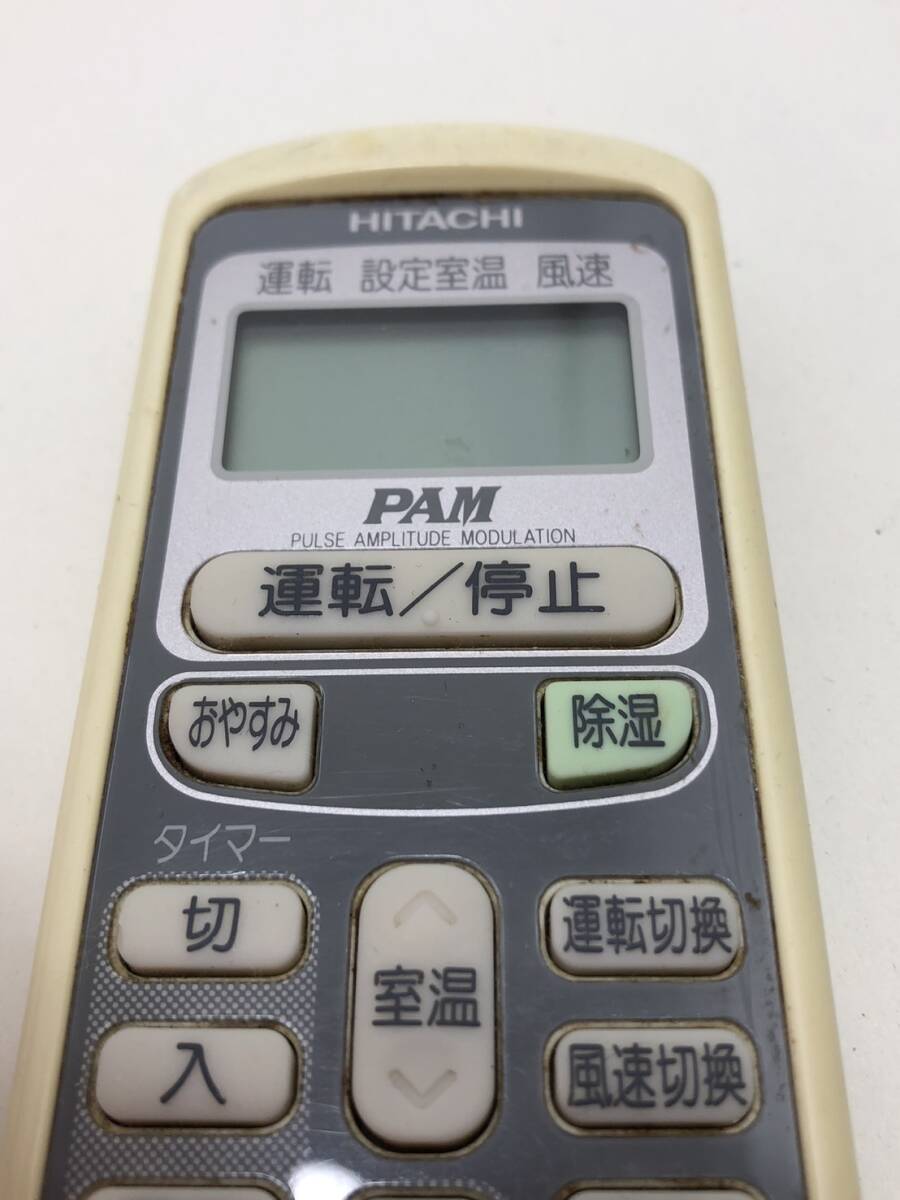 HITACHI
運転 設定室温 風速
PAM
PULSE AMPLITUDE MODULATION
運転／停止
おやすみ 除湿
タイマー
切 運転切換
室温
入 風速切換